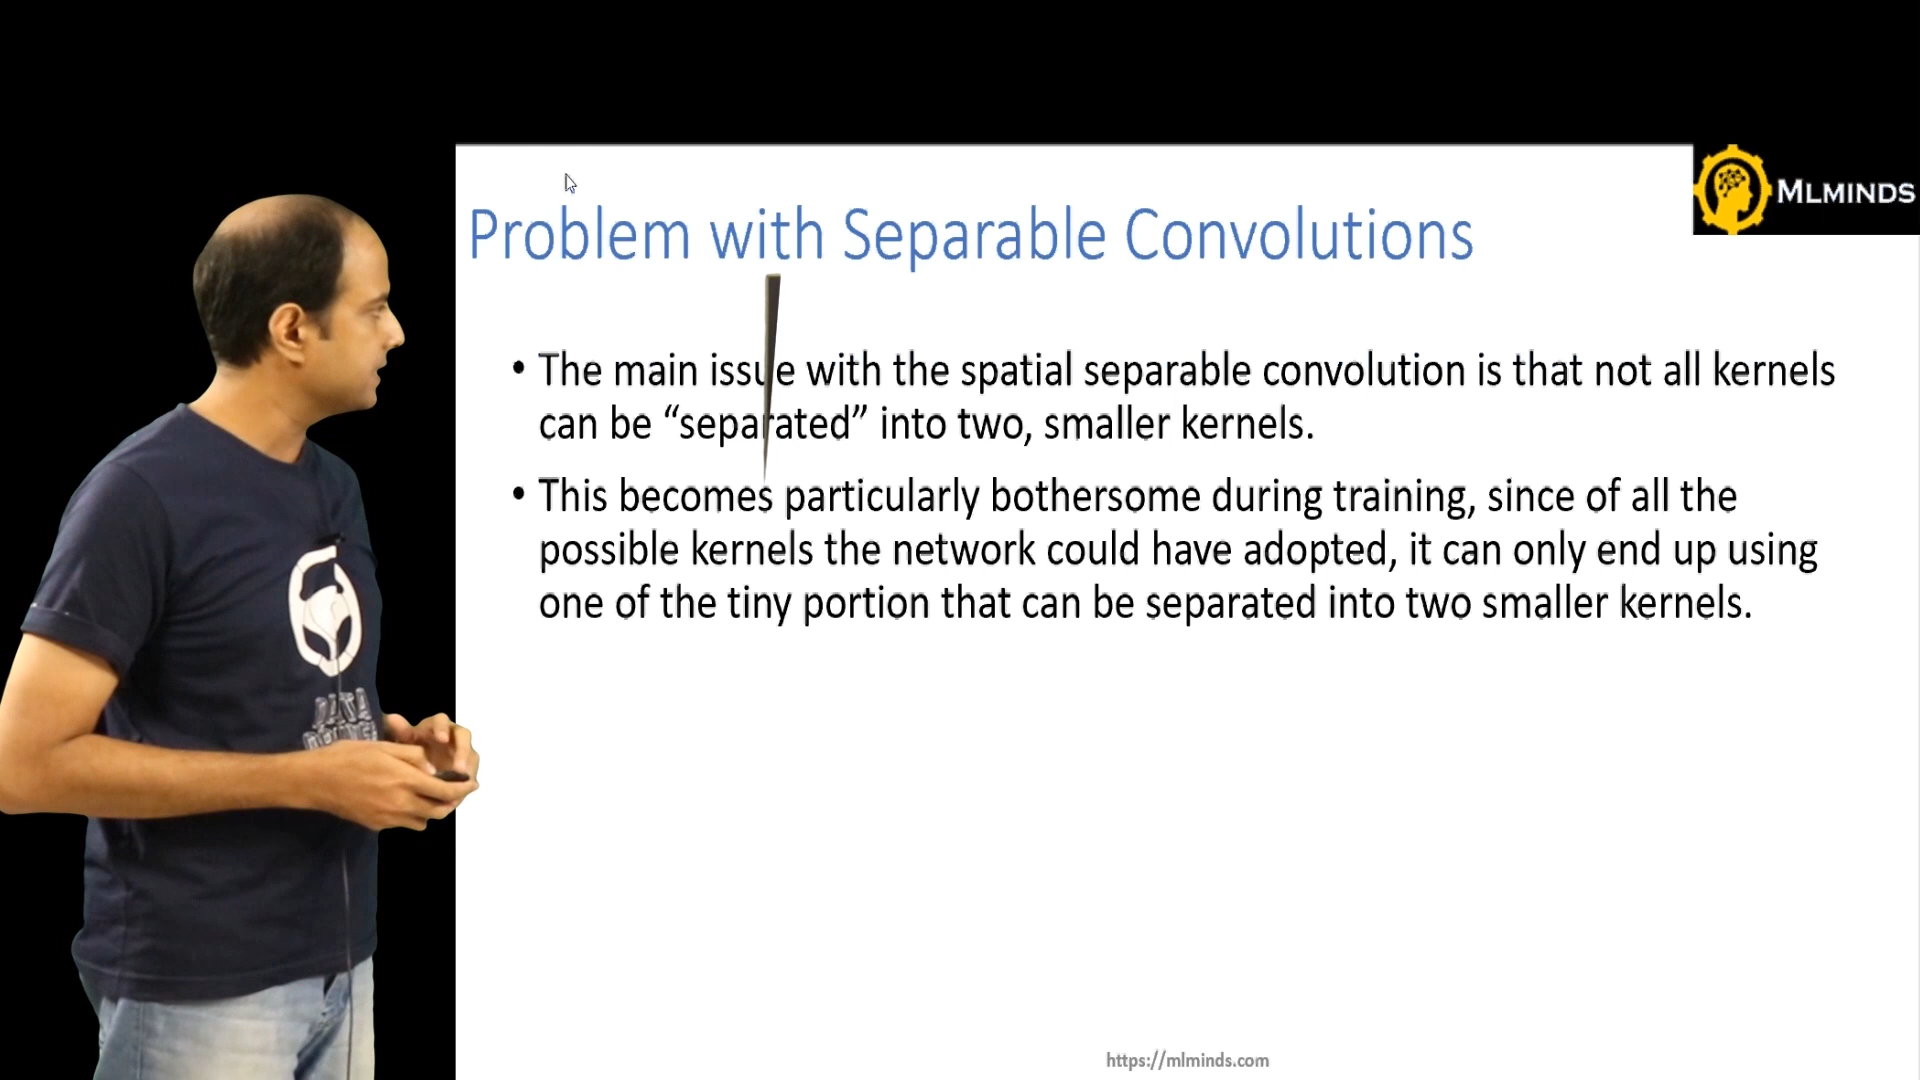 MLMINDS
Problem with Separable Convolutions
• The main issue with the spatial separable convolution is that not all kernels
can be “separated” into two, smaller kernels.
• This becomes particularly bothersome during training, since of all the
possible kernels the network could have adopted, it can only end up using
one of the tiny portion that can be separated into two smaller kernels.
DATA
https://mlminds.com